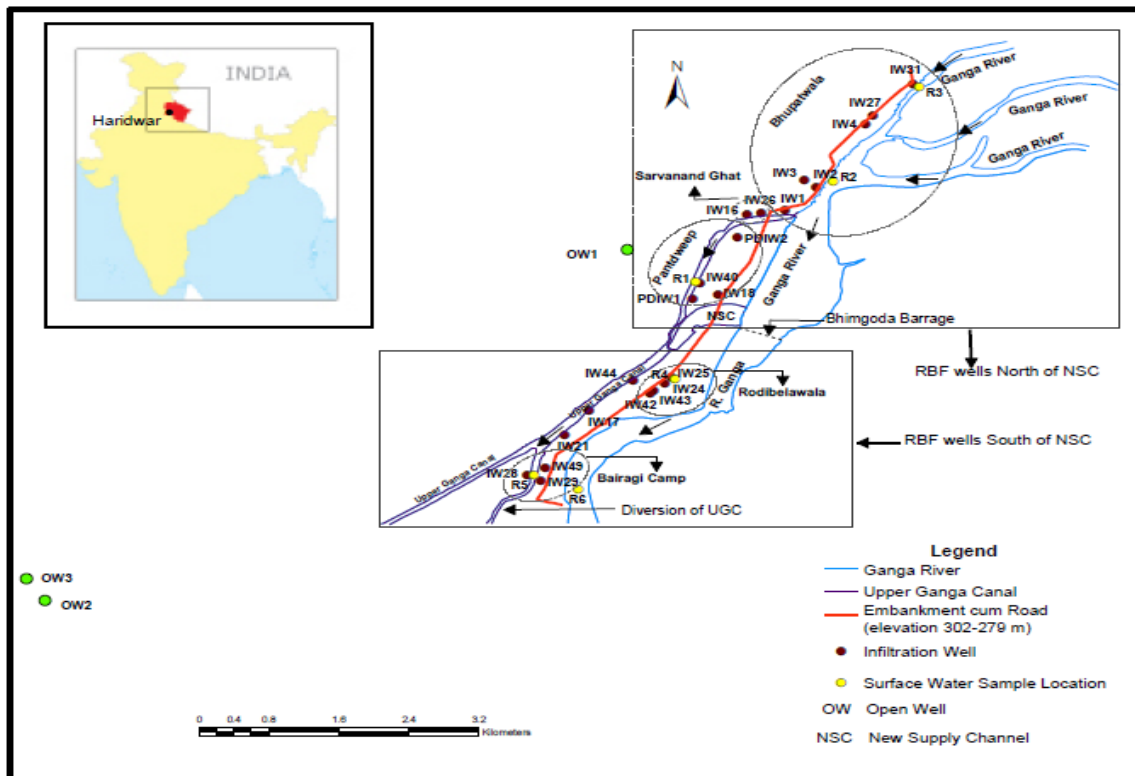 INDIA
Haridwar
N
Bhupatwala
IW31
Ganga River
R3
IW27
IW4
Ganga River
Ganga River
IW3
IW2
R2
Sarvanand Ghat
IW26
IW1
IW16
PDIW2
OW1
Pantdweep
Ganga River
R1
IW40
PDIW1
IW18
NSC
Bhimgoda Barrage
RBF wells North of NSC
IW44
Upper Ganga Canal
R4
IW25
IW24
IW42
IW43
R. Ganga
Rodibelawala
IW17
RBF wells South of NSC
IW21
Upper Ganga Canal
IW49
IW28
R5
IW29
R6
Bairagi Camp
Diversion of UGC
OW3
OW2
Legend
Ganga River
Upper Ganga Canal
Embankment cum Road
(elevation 302-279 m)
Infiltration Well
Surface Water Sample Location
OW Open Well
NSC New Supply Channel
0 0.4 0.8 1.6 2.4 3.2
Kilometers